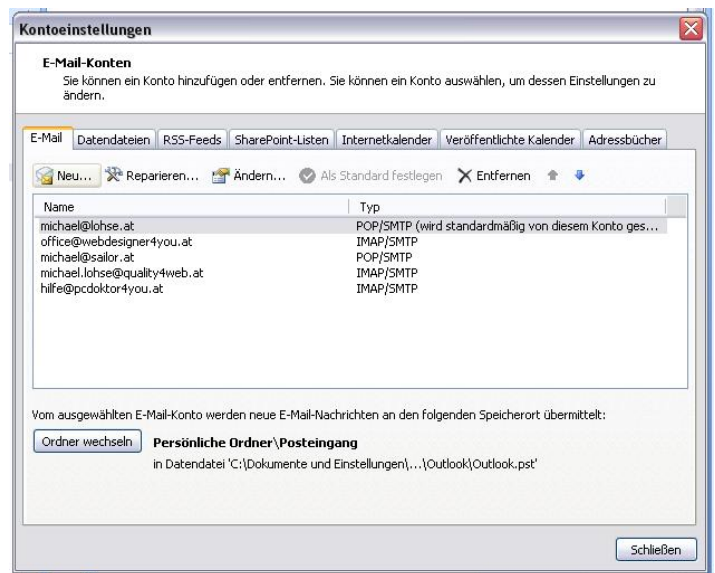 Kontoeinstellungen
E-Mail-Konten
Sie können ein Konto hinzufügen oder entfernen. Sie können ein Konto auswählen, um dessen Einstellungen zu
ändern.
E-Mail Datendateien RSS-Feeds SharePoint-Listen Internetkalender Veröffentlichte Kalender Adressbücher
Neu... Reparieren... Ändern... Als Standard festlegen Entfernen
Name Typ
michael@lohse.at POP/SMTP (wird standardmäßig von diesem Konto ges...
office@webdesigner4you.at IMAP/SMTP
michael@sailor.at POP/SMTP
michael.lohse@quality4web.at IMAP/SMTP
hilfe@pcdoktor4you.at IMAP/SMTP
Vom ausgewählten E-Mail-Konto werden neue E-Mail-Nachrichten an den folgenden Speicherort übermittelt:
Ordner wechseln Persönliche Ordner\Posteingang
in Datendatei 'C:\Dokumente und Einstellungen\...\Outlook\Outlook.pst'
Schließen